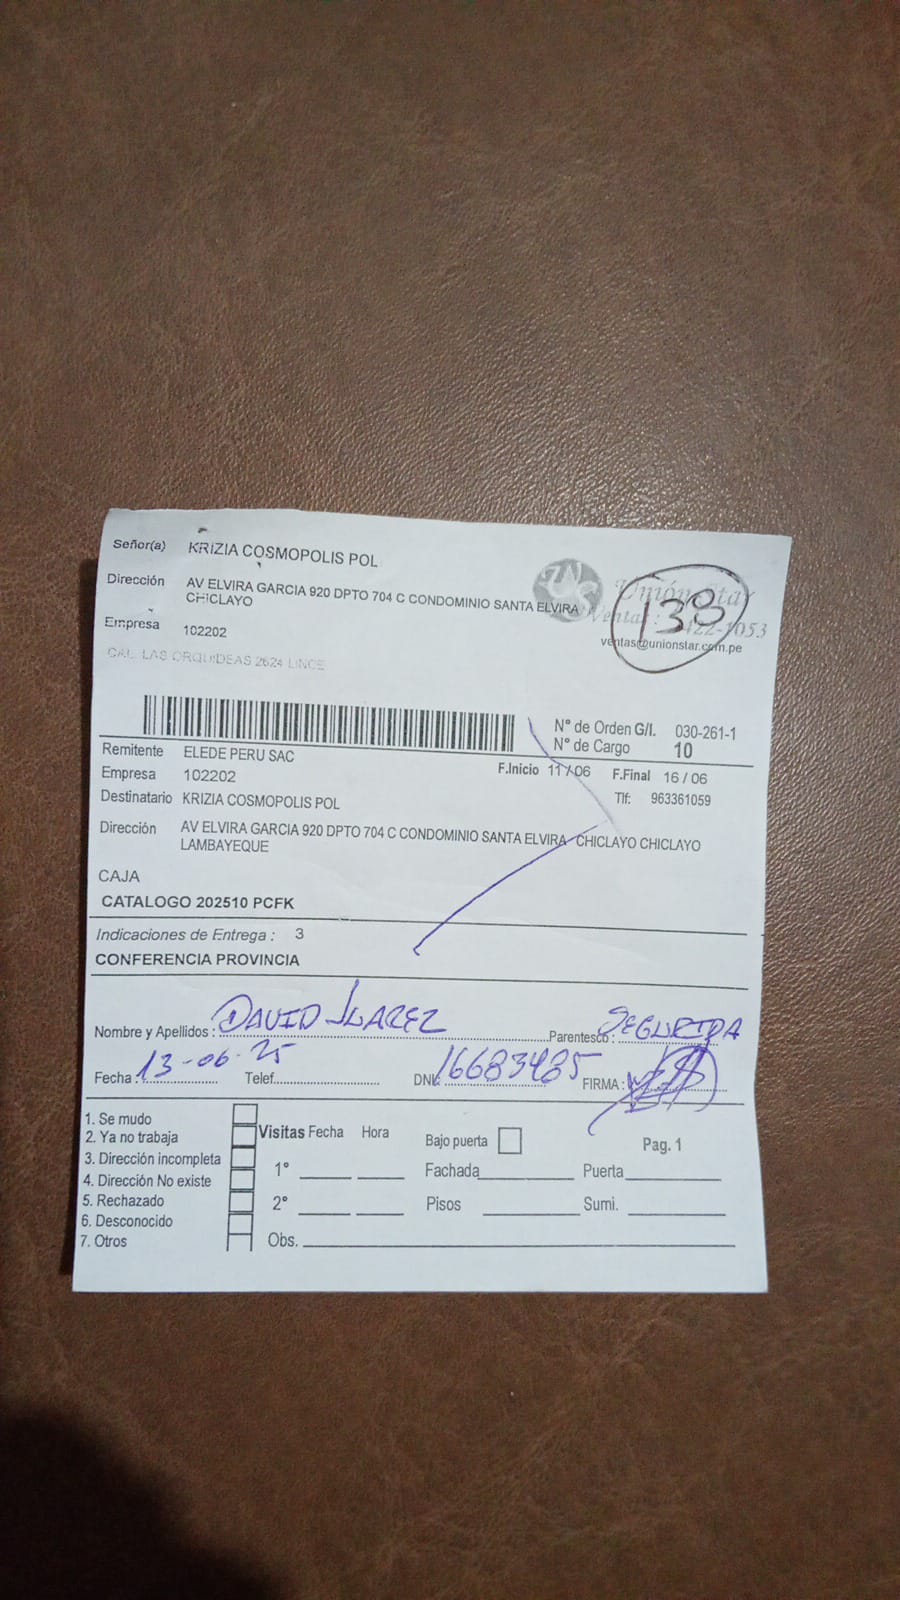 Señor(a) KRIZIA COSMOPOLIS POL
Dirección AV ELVIRA GARCIA 920 DPTO 704 C CONDOMINIO SANTA ELVIRA
CHICLAYO
Empresa 102202
CAL. LAS ORQUIDEAS 2624 LINCE
Unión Star
Ventas: 422-1053
ventas@unionstar.com.pe
138
N° de Orden G/I. 030-261-1
N° de Cargo 10
Remitente ELEDE PERU SAC
Empresa 102202
F.Inicio 11/06 F.Final 16/06
Destinatario KRIZIA COSMOPOLIS POL
Tlf: 963361059
Dirección AV ELVIRA GARCIA 920 DPTO 704 C CONDOMINIO SANTA ELVIRA CHICLAYO CHICLAYO
LAMBAYEQUE
CAJA
CATALOGO 202510 PCFK
Indicaciones de Entrega : 3
CONFERENCIA PROVINCIA
Nombre y Apellidos : DAVID JUAREZ Parentesco :
Fecha : 13-06-25 Telef. DNI. 16683485 FIRMA :
1. Se mudo
2. Ya no trabaja
3. Dirección incompleta
4. Dirección No existe
5. Rechazado
6. Desconocido
7. Otros
Visitas Fecha Hora
Bajo puerta
Pag. 1
1° Fachada Puerta
2° Pisos Sumi.
Obs.